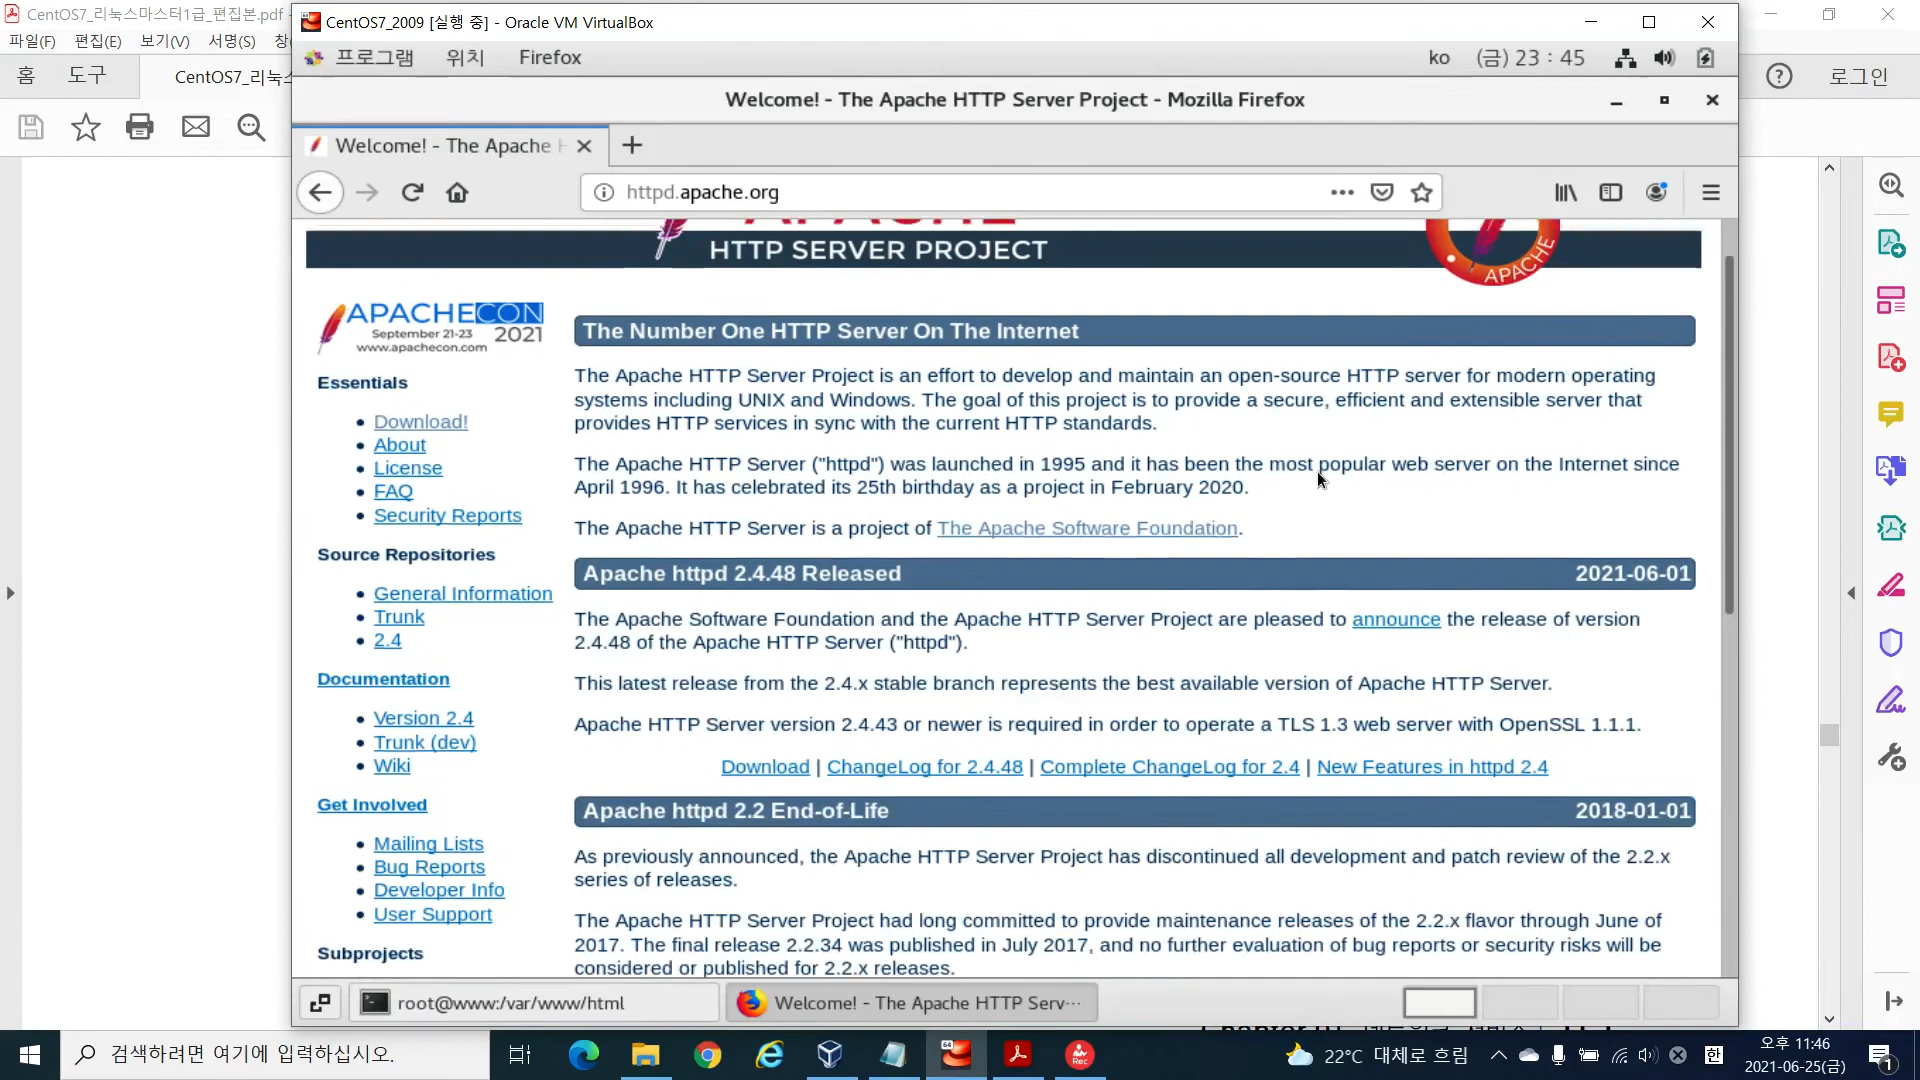 CentOS7_리눅스마스터1급_편집본.pdf -
파일(F) 편집(E) 보기(V) 서명(S) 창
홈 도구 CentOS7_리눅스
로그인
CentOS7_2009 [실행 중] - Oracle VM VirtualBox
프로그램 위치 Firefox ko (금) 23 : 45
Welcome! - The Apache HTTP Server Project - Mozilla Firefox
Welcome! - The Apache H
httpd.apache.org
APACHE
HTTP SERVER PROJECT
APACHE
APACHECON
September 21-23 2021
www.apachecon.com
Essentials
Download!
About
License
FAQ
Security Reports
Source Repositories
General Information
Trunk
2.4
Documentation
Version 2.4
Trunk (dev)
Wiki
Get Involved
Mailing Lists
Bug Reports
Developer Info
User Support
Subprojects
The Number One HTTP Server On The Internet
The Apache HTTP Server Project is an effort to develop and maintain an open-source HTTP server for modern operating
systems including UNIX and Windows. The goal of this project is to provide a secure, efficient and extensible server that
provides HTTP services in sync with the current HTTP standards.
The Apache HTTP Server ("httpd") was launched in 1995 and it has been the most popular web server on the Internet since
April 1996. It has celebrated its 25th birthday as a project in February 2020.
The Apache HTTP Server is a project of The Apache Software Foundation.
Apache httpd 2.4.48 Released 2021-06-01
The Apache Software Foundation and the Apache HTTP Server Project are pleased to announce the release of version
2.4.48 of the Apache HTTP Server ("httpd").
This latest release from the 2.4.x stable branch represents the best available version of Apache HTTP Server.
Apache HTTP Server version 2.4.43 or newer is required in order to operate a TLS 1.3 web server with OpenSSL 1.1.1.
Download | ChangeLog for 2.4.48 | Complete ChangeLog for 2.4 | New Features in httpd 2.4
Apache httpd 2.2 End-of-Life 2018-01-01
As previously announced, the Apache HTTP Server Project has discontinued all development and patch review of the 2.2.x
series of releases.
The Apache HTTP Server Project had long committed to provide maintenance releases of the 2.2.x flavor through June of
2017. The final release 2.2.34 was published in July 2017, and no further evaluation of bug reports or security risks will be
considered or published for 2.2.x releases.
root@www:/var/www/html
Welcome! - The Apache HTTP Serv···
검색하려면 여기에 입력하십시오.
64
Rec
22°C 대체로 흐림
한
오후 11:46
2021-06-25(금)
1